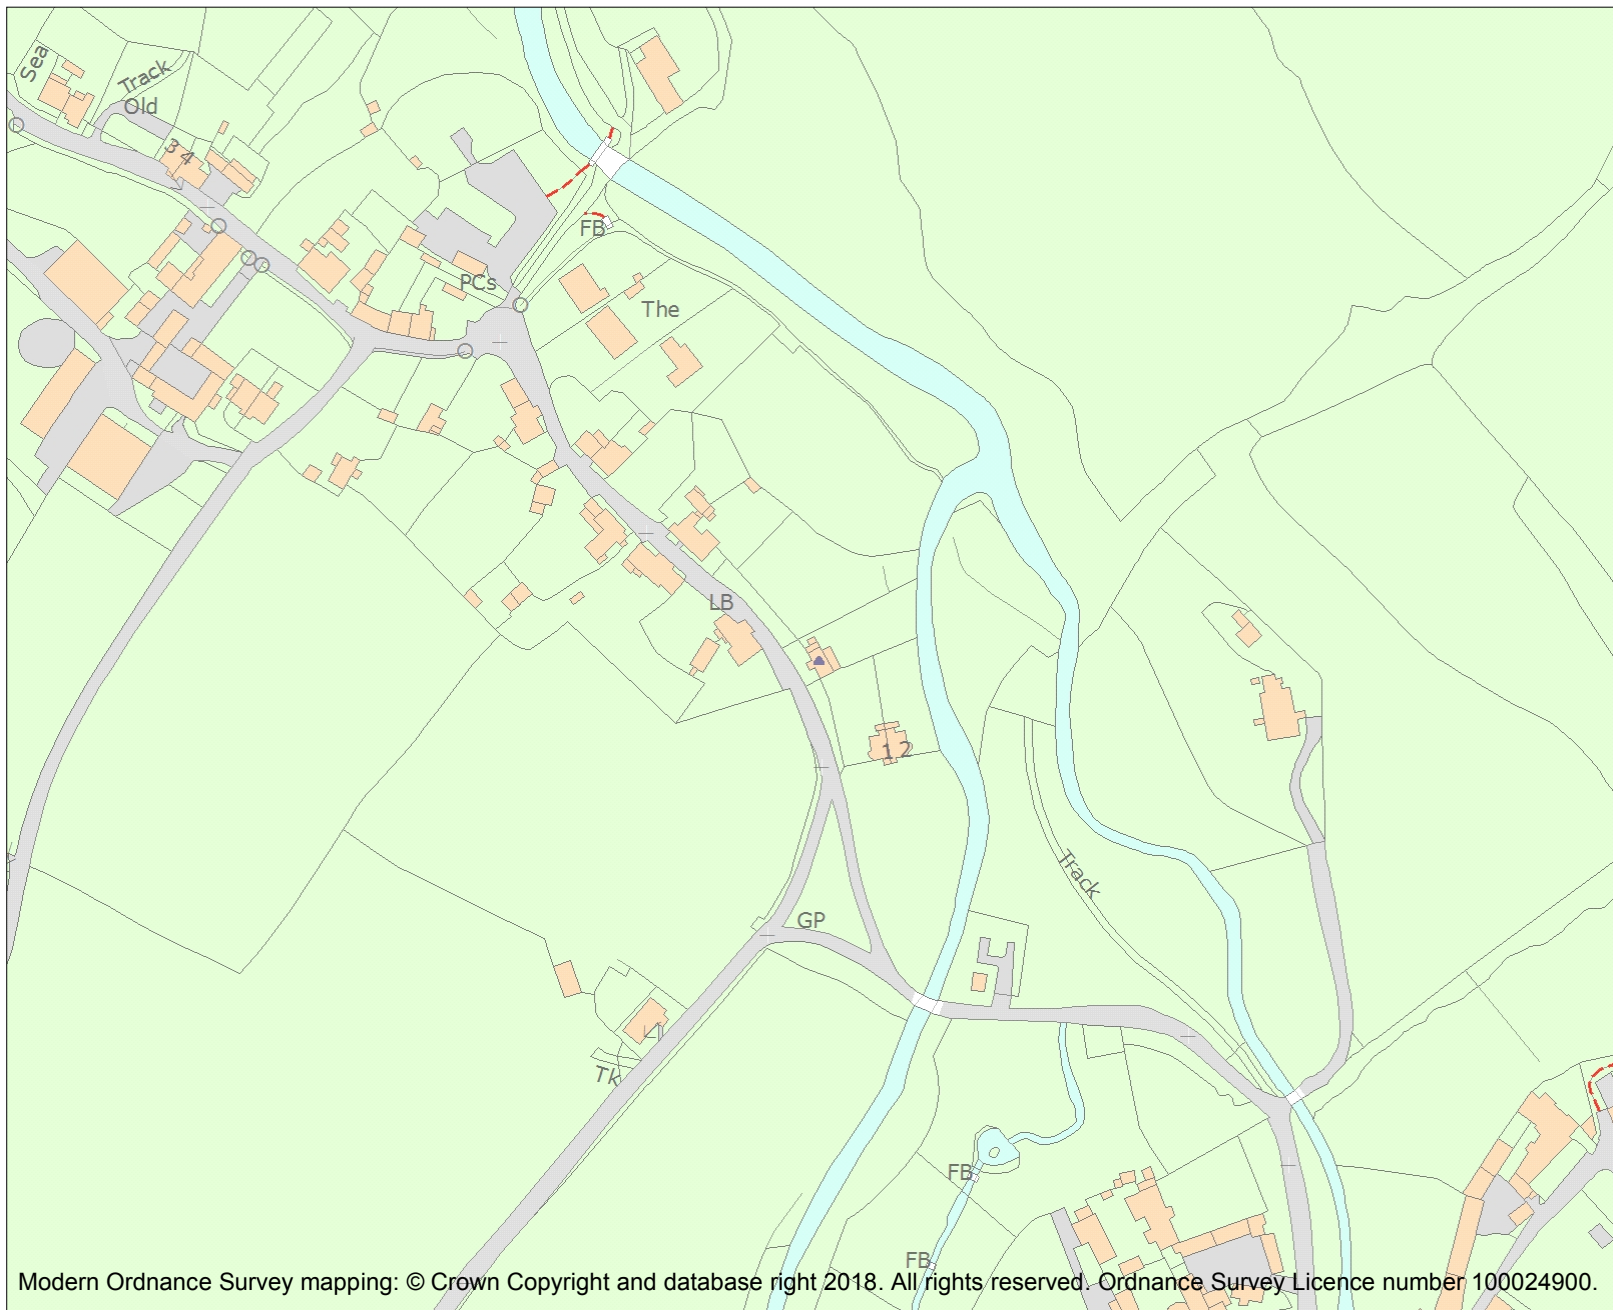 Sea
Track
Old
3 4
FB
PCs
The
LB
1 2
Track
GP
Tk
FB
FB
Modern Ordnance Survey mapping: © Crown Copyright and database right 2018. All rights reserved. Ordnance Survey Licence number 100024900.